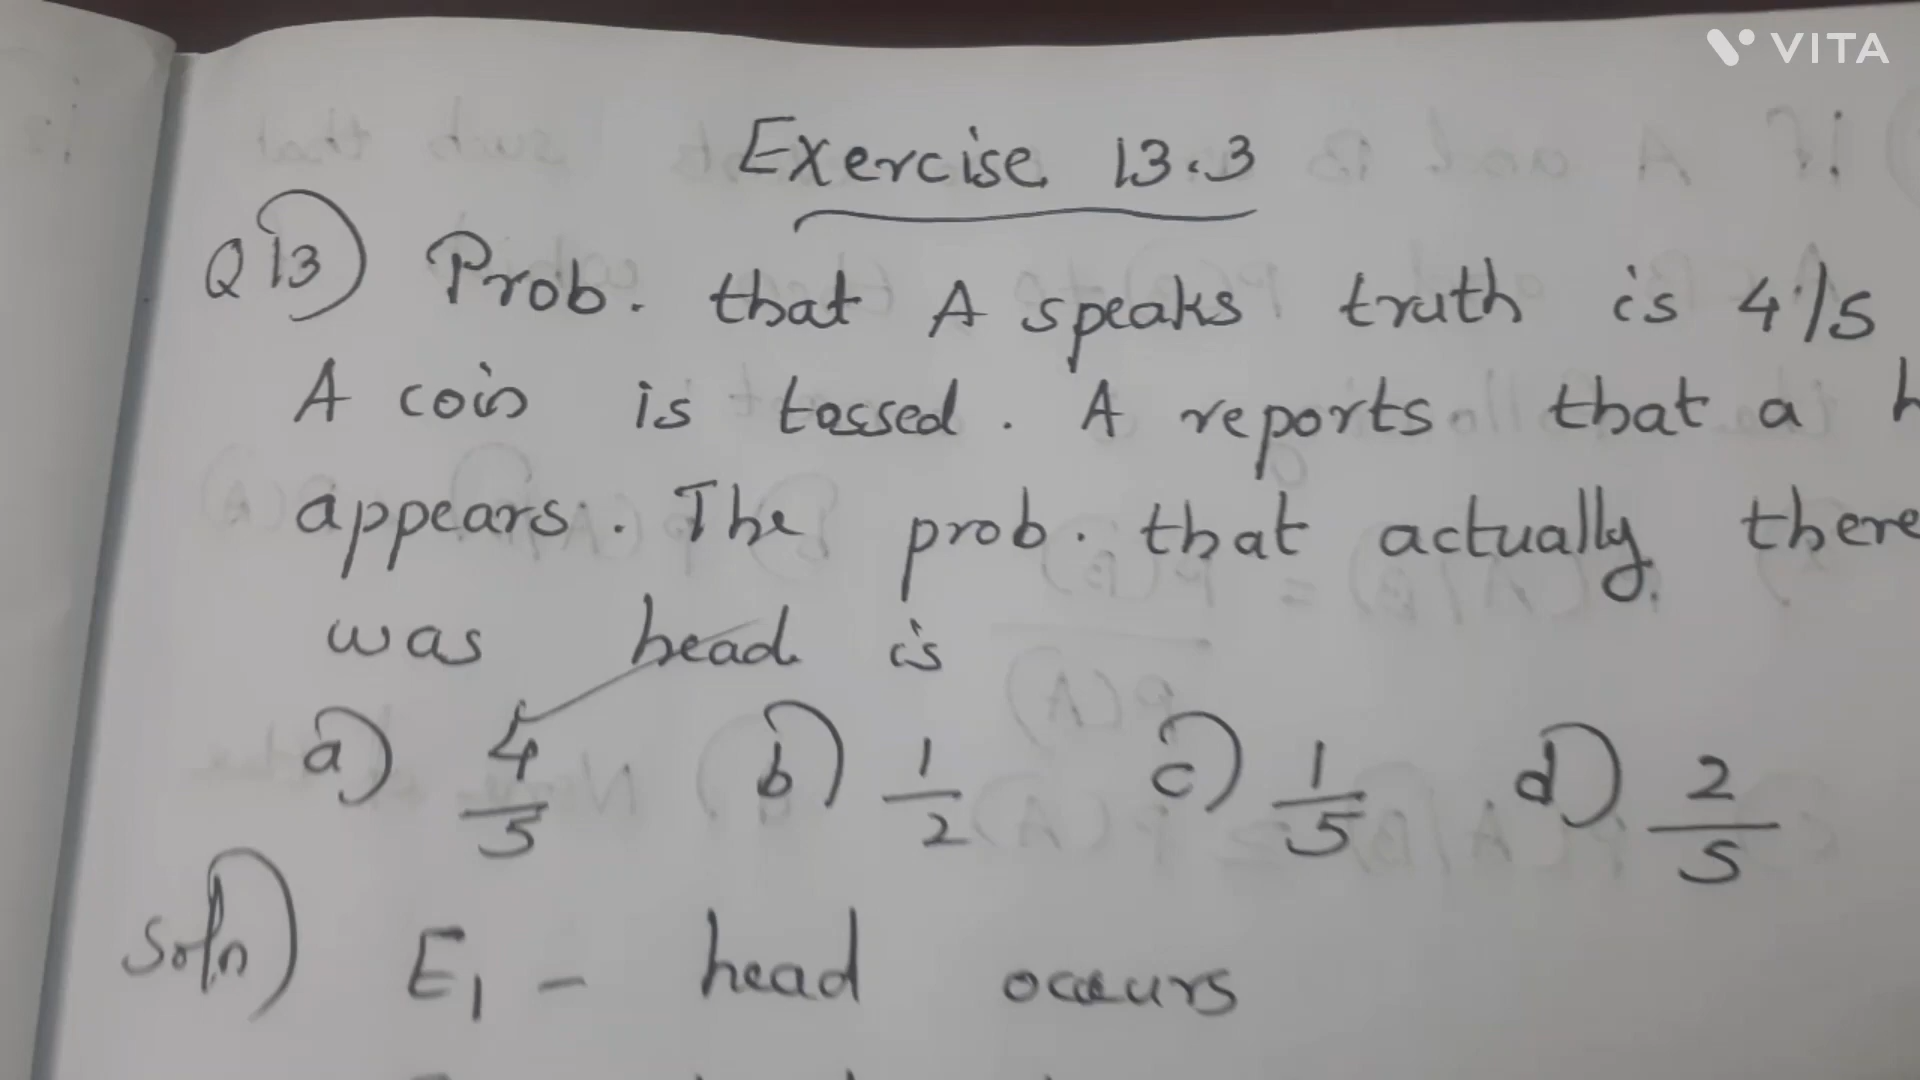 VITA
Exercise 13.3
Q13) Prob. that A speaks truth is 4/5
A coin is tossed. A reports that a h
appears. The prob. that actually there
was head is
a) 4/5 b) 1/2 c) 1/5 d) 2/5
Soln) E1 - head occurs